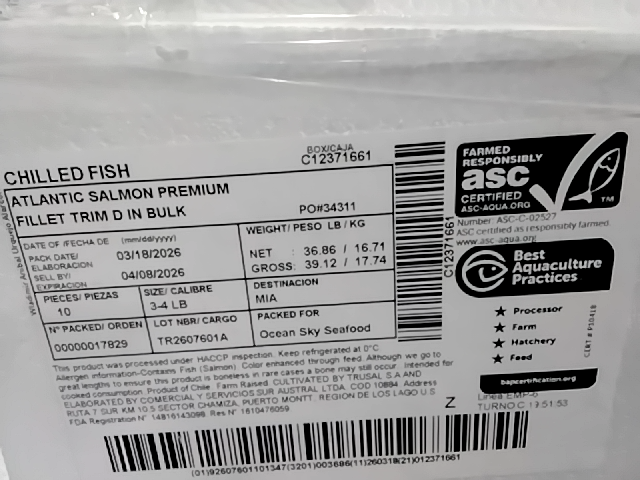 BOX/CAJA
C12371661
CHILLED FISH
ATLANTIC SALMON PREMIUM
FILLET TRIM D IN BULK
PO#34311
DATE OF /FECHA DE (mm/dd/yyyy)
PACK DATE/
ELABORACION
03/18/2026
SELL BY/
EXPIRACION
04/08/2026
WEIGHT/ PESO LB / KG
NET : 36.86 / 16.71
GROSS: 39.12 / 17.74
PIECES/ PIEZAS
10
SIZE/ CALIBRE
3-4 LB
DESTINACION
MIA
Nº PACKED/ ORDEN
00000017829
LOT NBR/ CARGO
TR2607601A
PACKED FOR
Ocean Sky Seafood
This product was processed under HACCP inspection. Keep refrigerated at 0°C.
Allergen information-Contains Fish (Salmon). Color enhanced through feed. Although we go to
great lengths to ensure this product is boneless in rare cases a bone may still occur. Intended for
cooked consumption. Product of Chile. Farm Raised. CULTIVATED BY TRUSAL S.A AND
ELABORATED BY COMERCIAL Y SERVICIOS SUR AUSTRAL LTDA. COD 10884. Address
RUTA 7 SUR KM 10.5 SECTOR CHAMIZA, PUERTO MONTT, REGION DE LOS LAGO U.S
FDA Registration Nº 14816143098 Res Nº 1610476059
C12371661
FARMED
RESPONSIBLY
asc
CERTIFIED
ASC-AQUA.ORG
TM
Number: ASC-C-02527
ASC certified as responsibly farmed.
www.asc-aqua.org
Best
Aquaculture
Practices
★ Processor
★ Farm
★ Hatchery
★ Feed
CERT # P10418
bapcertification.org
Z
Linea EMP-6
TURNO C 13:51:53
(01)92607601101347(3201)003686(11)260318(21)012371661